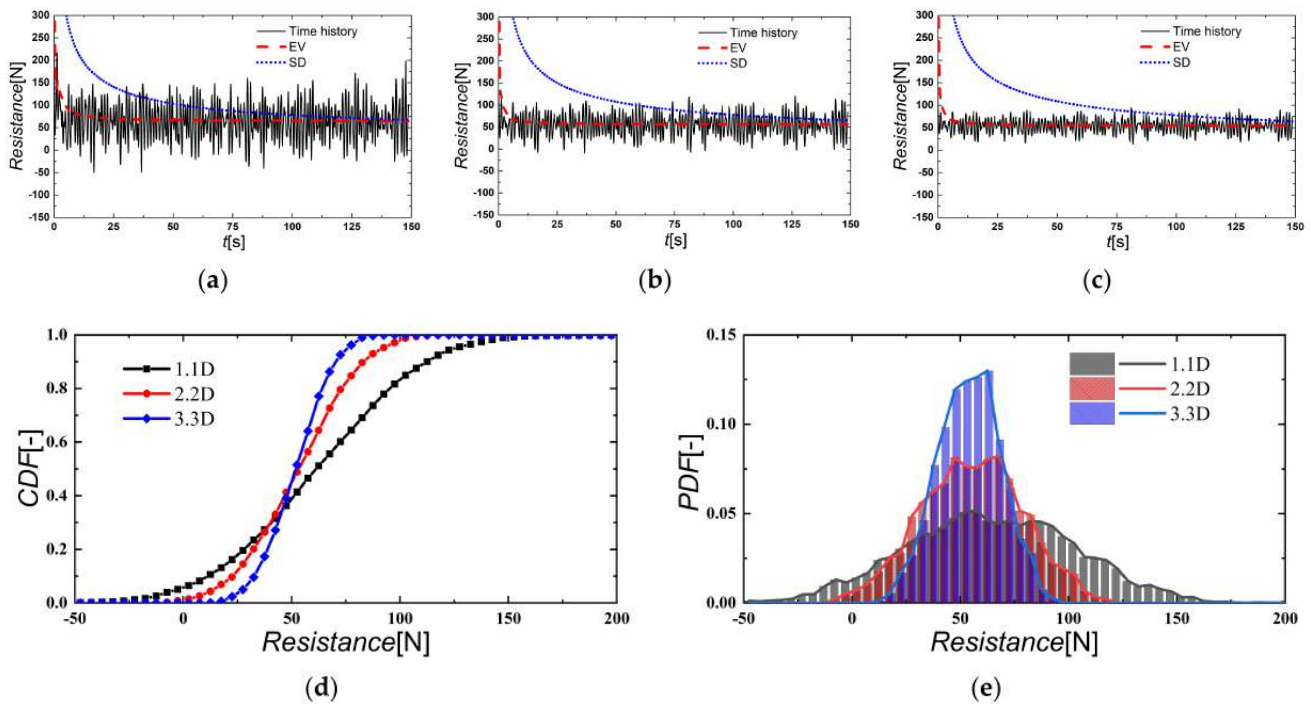 300
250
200
150
100
50
0
-50
-100
-150
Resistance[N]
Time history
EV
SD
0 25 50 75 100 125 150
t[s]
(a)
300
250
200
150
100
50
0
-50
-100
-150
Resistance[N]
Time history
EV
SD
0 25 50 75 100 125 150
t[s]
(b)
300
250
200
150
100
50
0
-50
-100
-150
Resistance[N]
Time history
EV
SD
0 25 50 75 100 125 150
t[s]
(c)
1.0
0.8
0.6
0.4
0.2
0.0
CDF[-]
1.1D
2.2D
3.3D
-50 0 50 100 150 200
Resistance[N]
(d)
0.15
0.10
0.05
0.00
PDF[-]
1.1D
2.2D
3.3D
-50 0 50 100 150 200
Resistance[N]
(e)